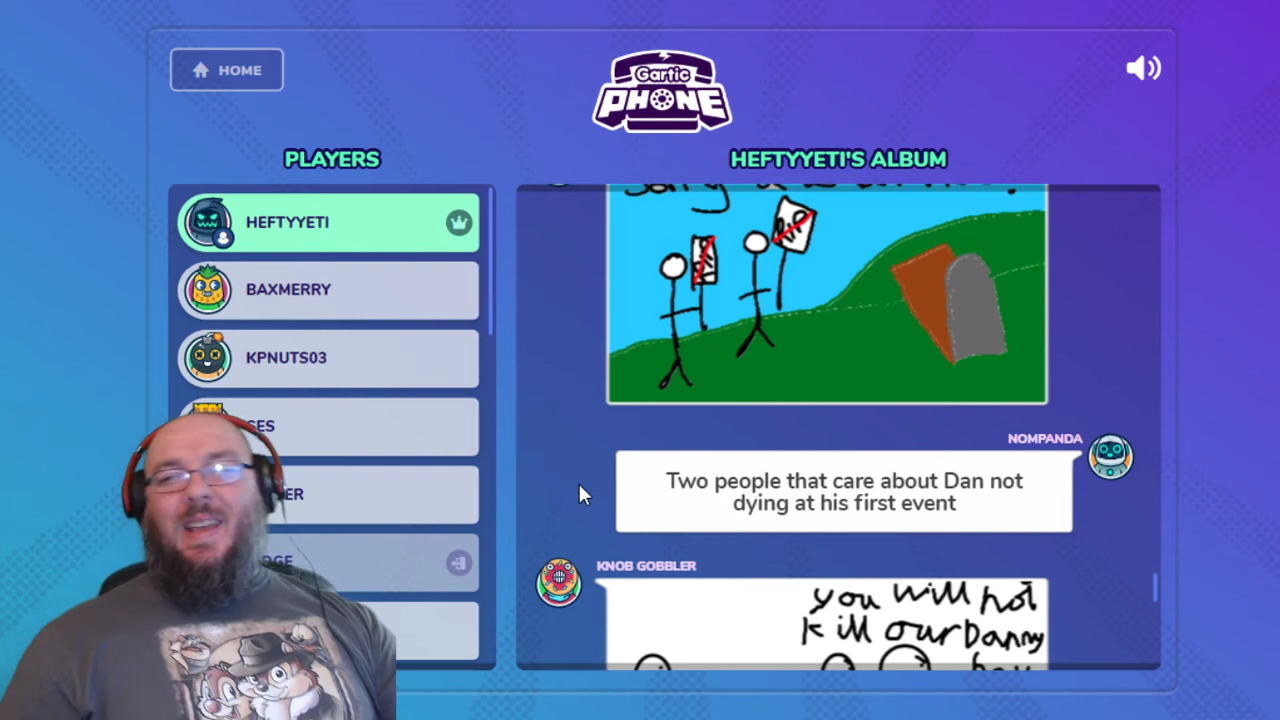 HOME
Gartic
PHONE
PLAYERS
HEFTYYETI'S ALBUM
HEFTYYETI
BAXMERRY
KPNUTS03
RIP
NOMPANDA
Two people that care about Dan not
dying at his first event
KNOB GOBBLER
you will not
kill our Danny